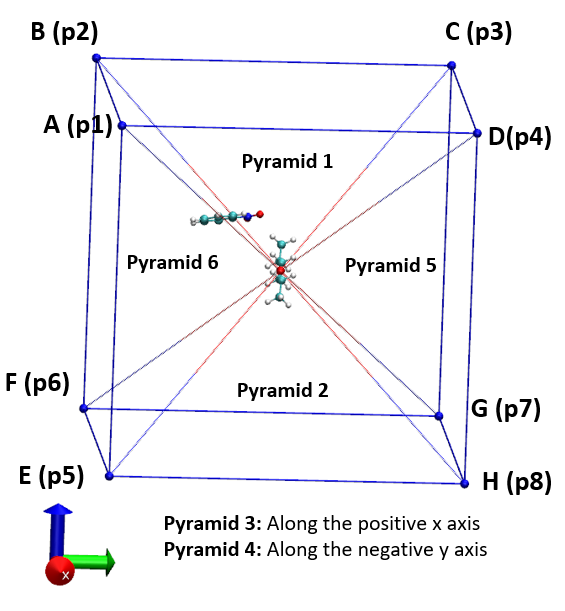 B (p2)
C (p3)
A (p1)
D(p4)
Pyramid 1
Pyramid 6
Pyramid 5
F (p6)
Pyramid 2
G (p7)
E (p5)
H (p8)
Pyramid 3: Along the positive x axis
Pyramid 4: Along the negative y axis
x